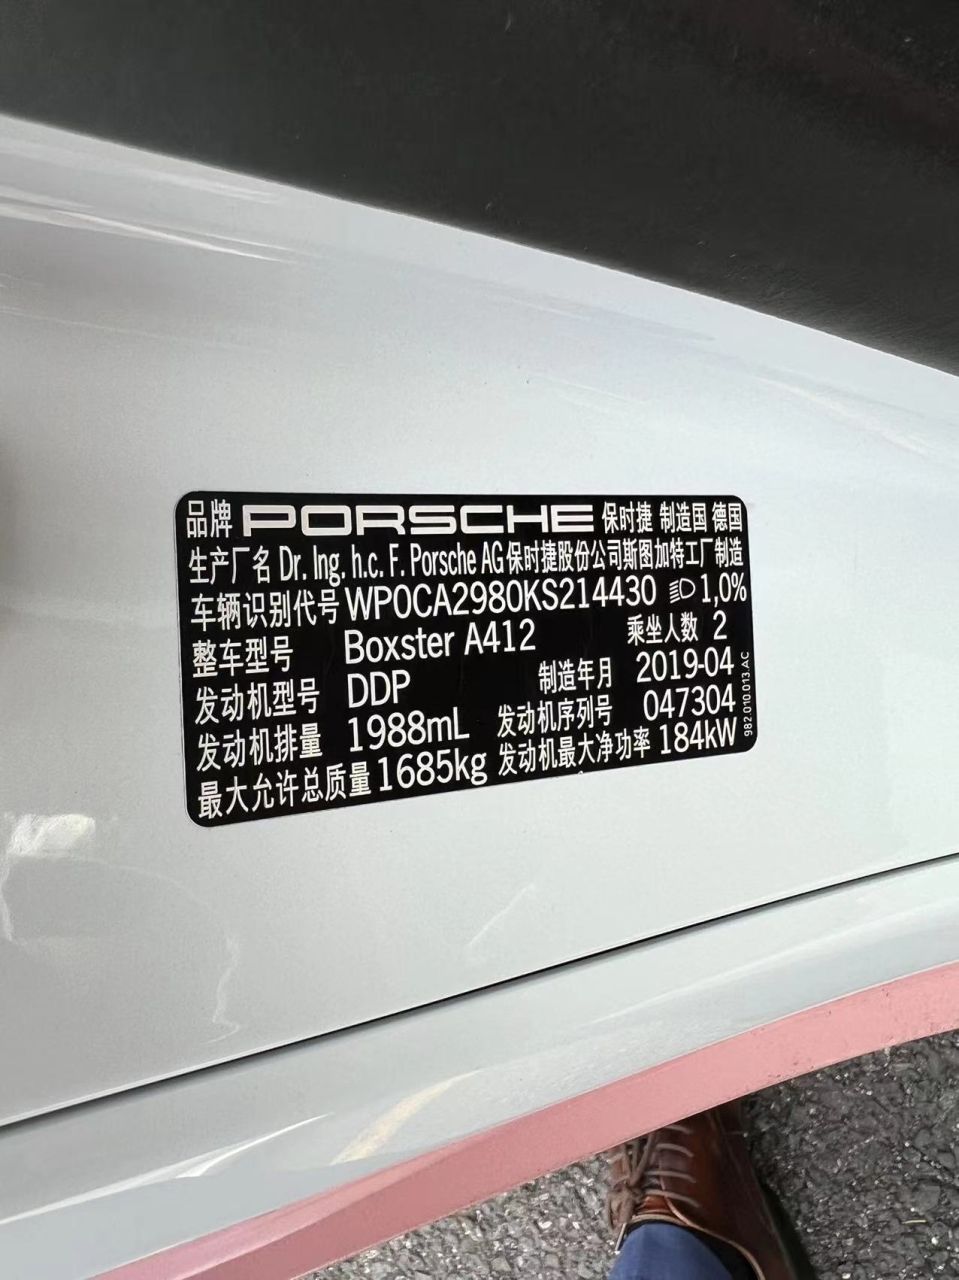 品牌 PORSCHE 保时捷 制造国 德国
生产厂名 Dr. Ing. h.c. F. Porsche AG保时捷股份公司斯图加特工厂制造
车辆识别代号 WP0CA2980KS214430 1,0%
整车型号 Boxster A412 乘坐人数 2
发动机型号 DDP 制造年月 2019-04
发动机排量 1988mL 发动机序列号 047304
最大允许总质量 1685kg 发动机最大净功率 184kW
982.010.013.AC